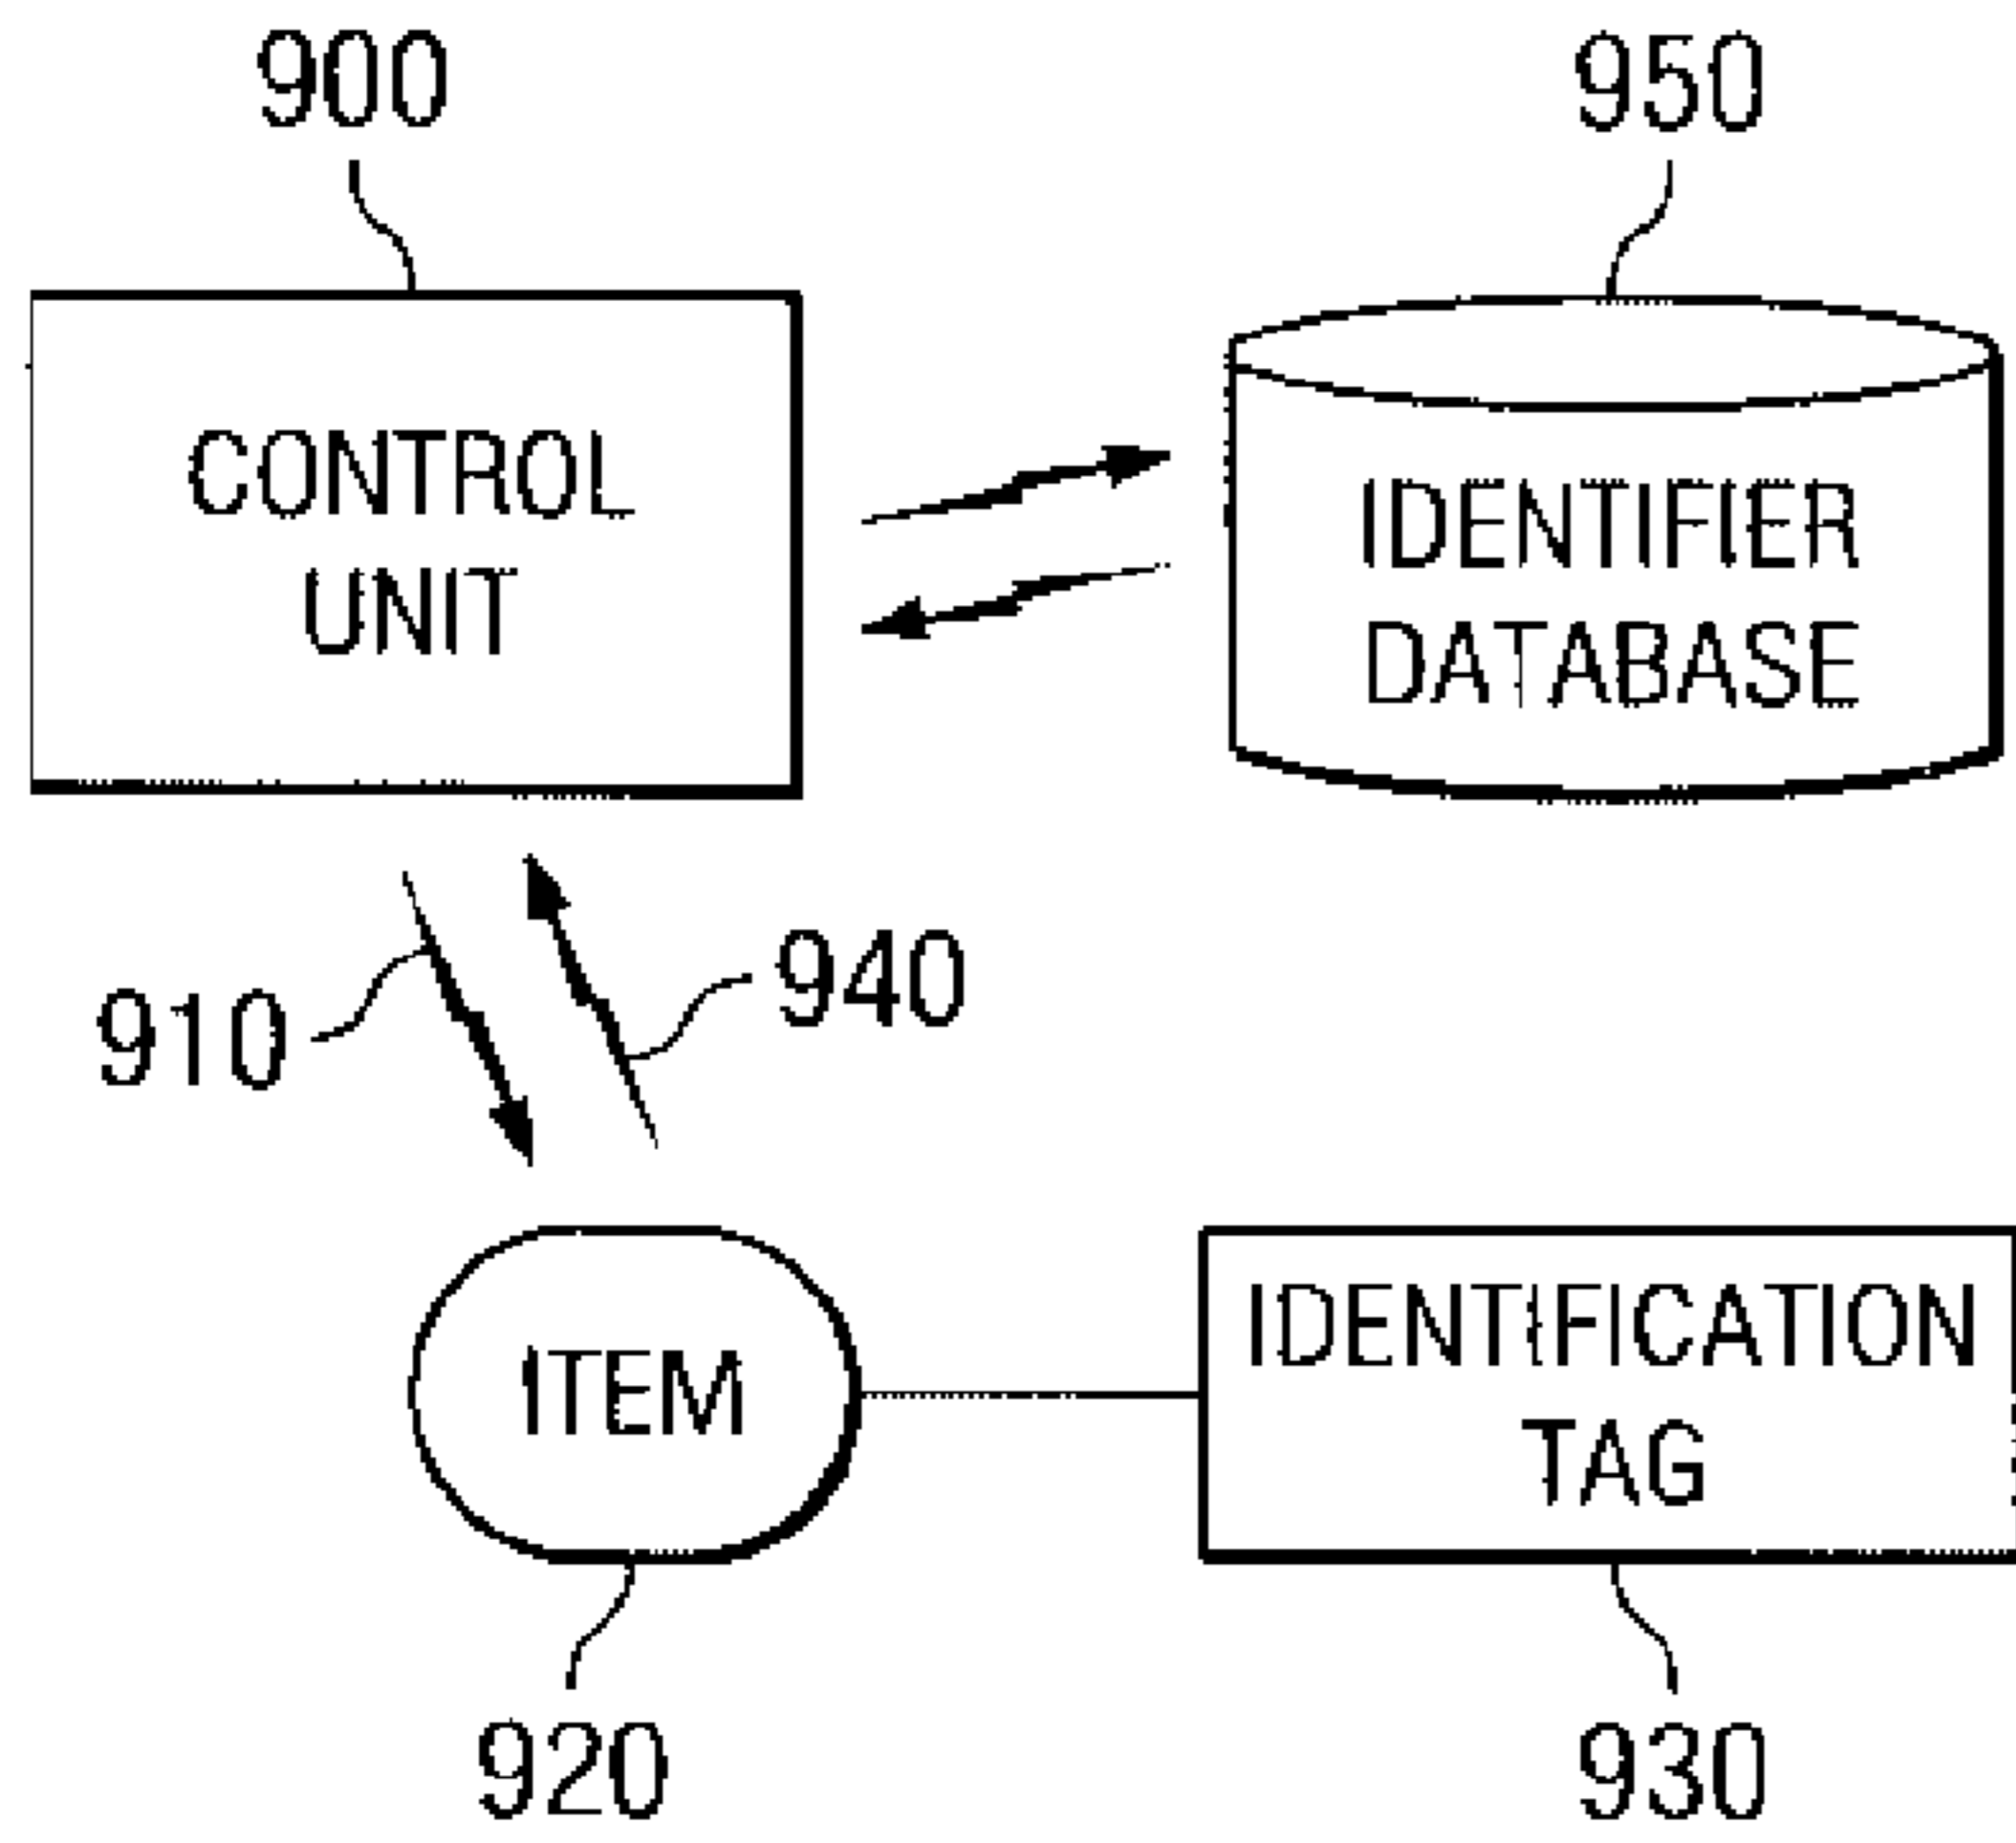 900
950
CONTROL
UNIT
IDENTIFIER
DATABASE
910
940
ITEM
IDENTIFICATION
TAG
920
930